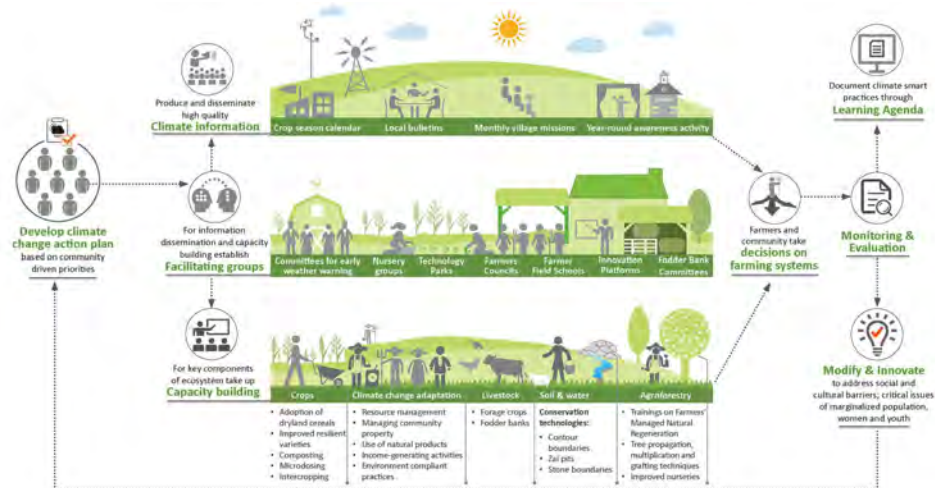 Develop climate
change action plan
based on community
driven priorities
Produce and disseminate
high quality
Climate information
For information
dissemination and capacity
building establish
Facilitating groups
For key components
of ecosystem take up
Capacity building
Crop season calendar
Local bulletins
Monthly village missions
Year-round awareness activity
Committees for early
weather warning
Nursery
groups
Technology
Parks
Farmers
Councils
Farmer
Field Schools
Innovation
Platforms
Fodder Bank
Committees
Crops
• Adoption of
dryland cereals
• Improved resilient
varieties
• Composting
• Microdosing
• Intercropping
Climate change adaptation
• Resource management
• Managing community
property
• Use of natural products
• Income-generating activities
• Environment compliant
practices
Livestock
• Forage crops
• Fodder banks
Soil & water
Conservation
technologies:
• Contour
boundaries
• Zaï pits
• Stone boundaries
Agroforestry
• Trainings on Farmers'
Managed Natural
Regeneration
• Tree propagation,
multiplication and
grafting techniques
• Improved nurseries
Farmers and
community take
decisions on
farming systems
Document climate smart
practices through
Learning Agenda
Monitoring &
Evaluation
Modify & Innovate
to address social and
cultural barriers; critical issues
of marginalized population,
women and youth